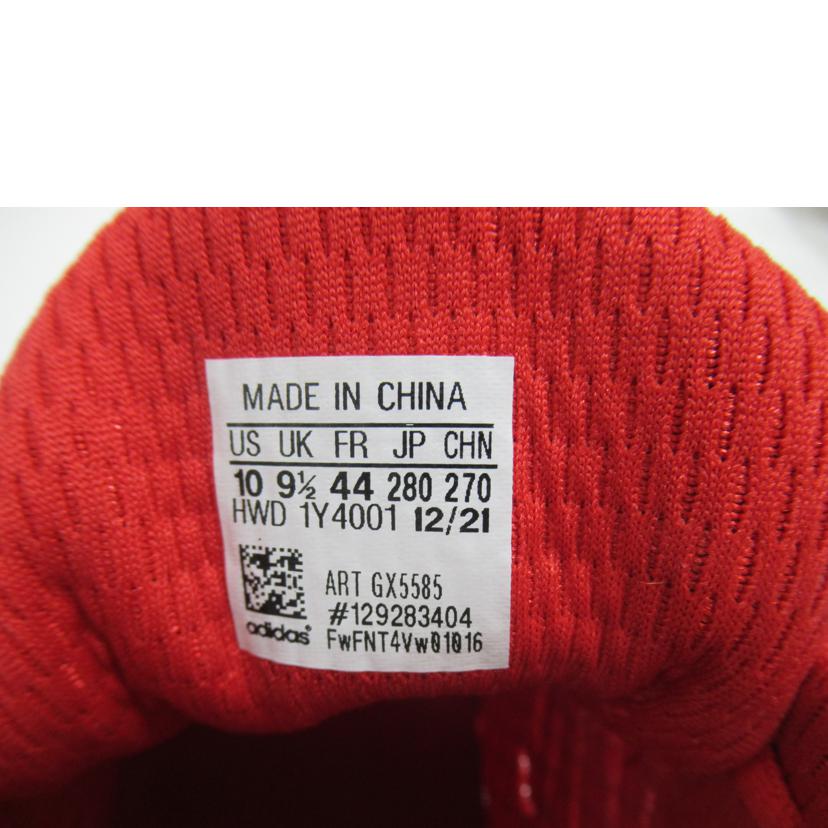 MADE IN CHINA
US UK FR JP CHN
10 9½ 44 280 270
HWD 1Y4001 12/21
ART GX5585
#129283404
adidas®
FwFNT4Vw01016